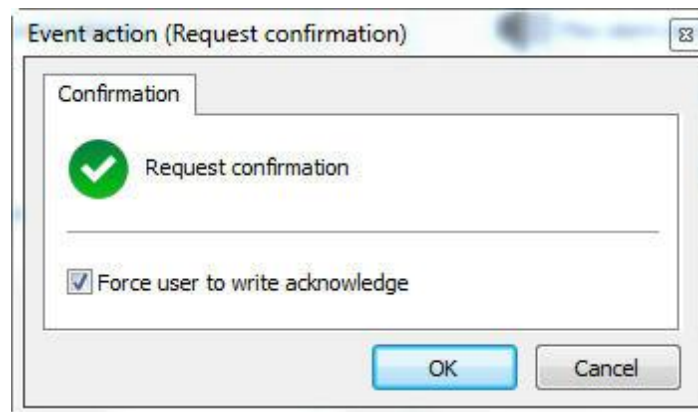 Event action (Request confirmation)
Confirmation
Request confirmation
Force user to write acknowledge
OK
Cancel